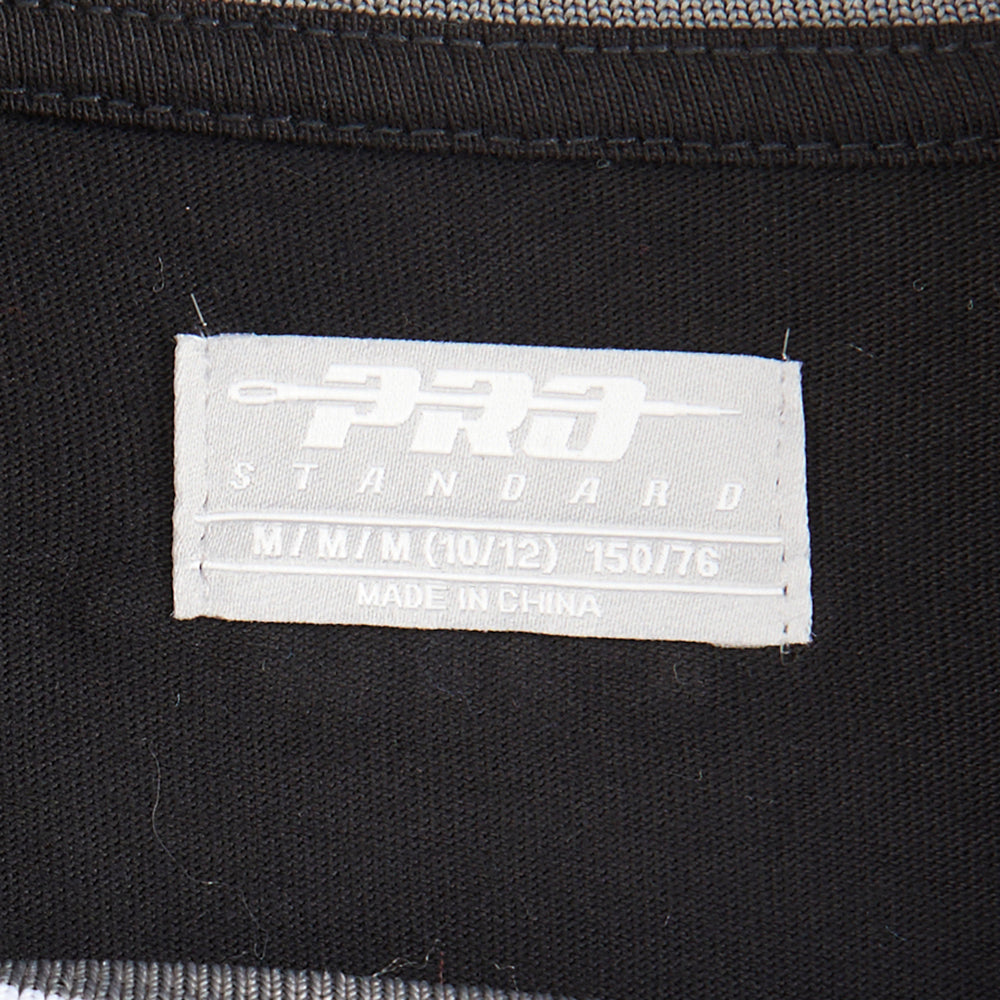 PRO
STANDARD
M/M/M (10/12) 150/76
MADE IN CHINA